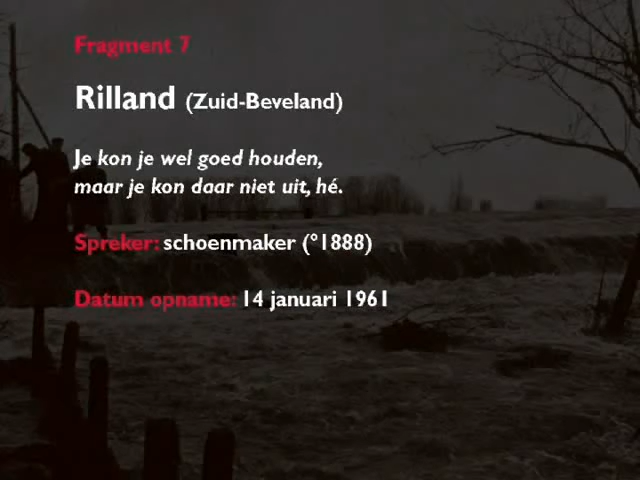 Fragment 7
Rilland (Zuid-Beveland)
Je kon je wel goed houden,
maar je kon daar niet uit, hé.
Spreker: schoenmaker (°1888)
Datum opname: 14 januari 1961